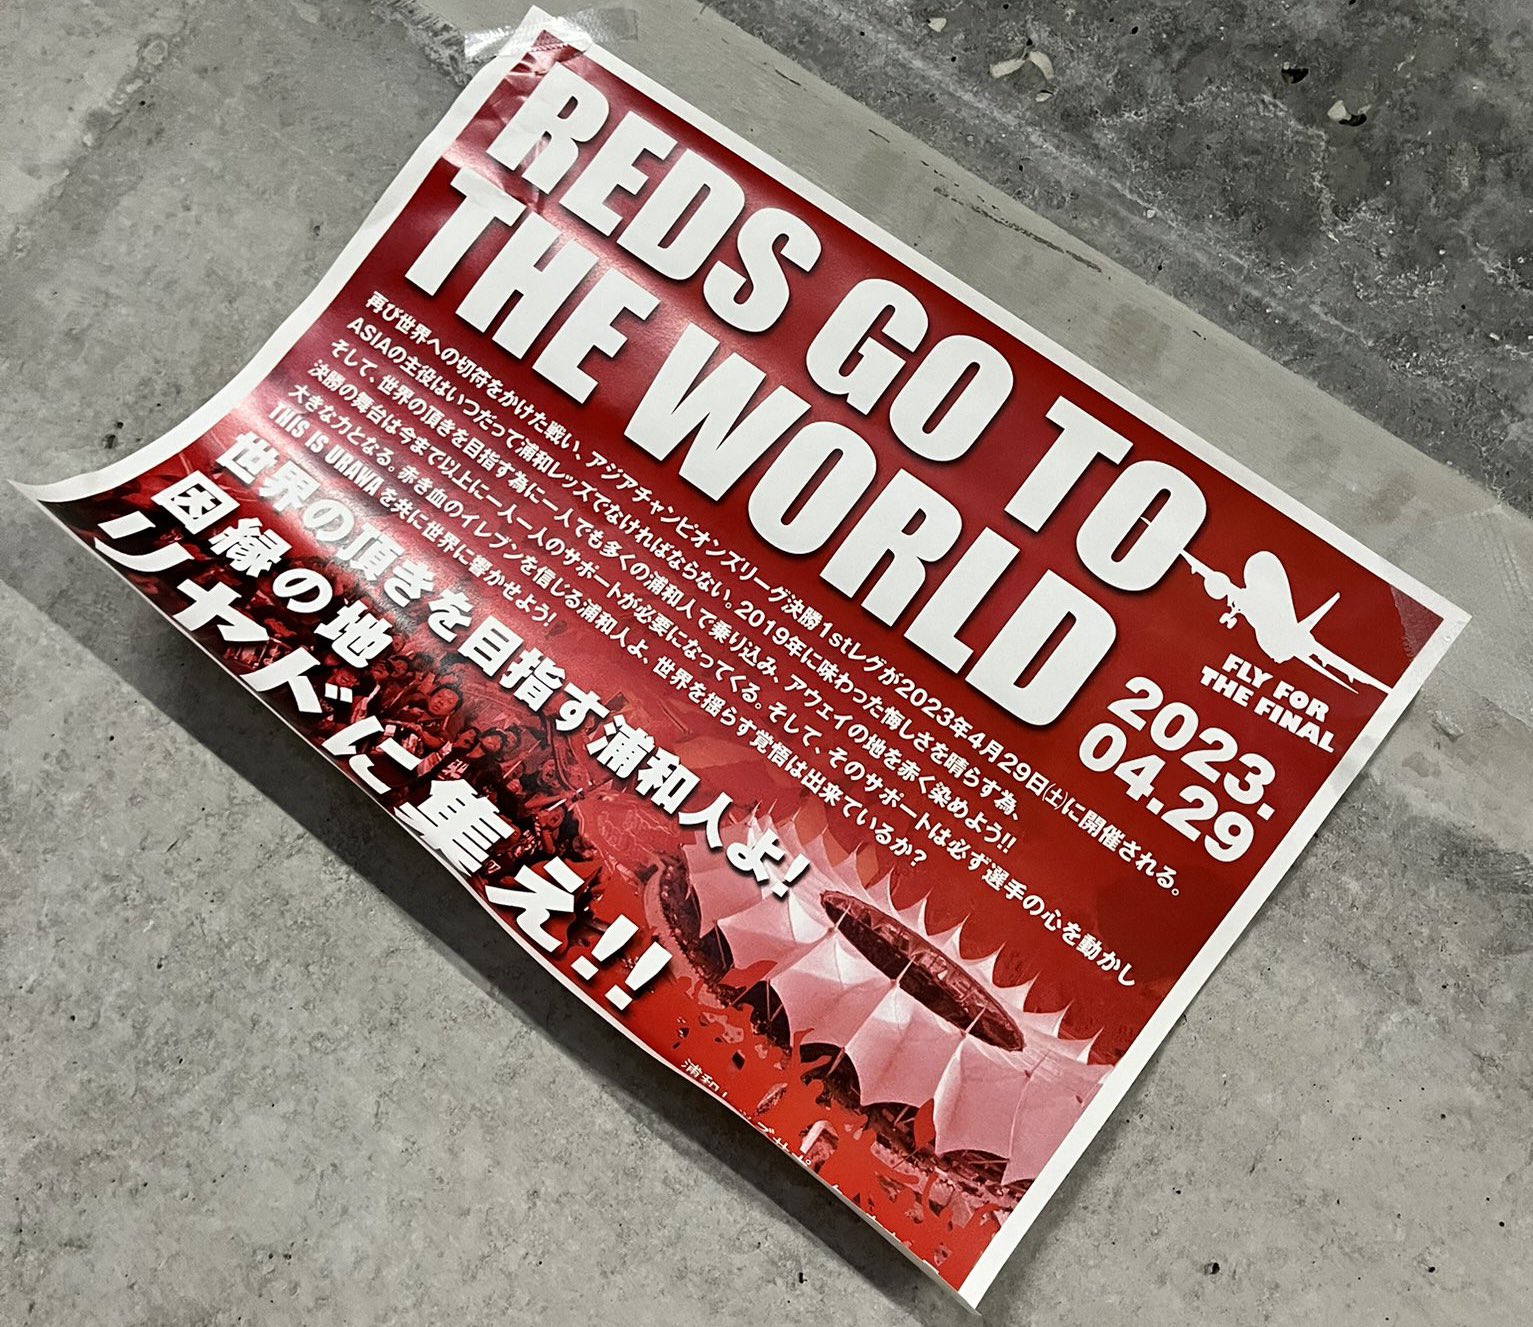 REDS GO TO
THE WORLD
FLY FOR
THE FINAL
2023.
04.29
再び世界への切符をかけた戦い、アジアチャンピオンズリーグ決勝1stレグが2023年4月29日(土)に開催される。
ASIAの主役はいつだって浦和レッズでなければならない。2019年に味わった悔しさを晴らす為、
そして、世界の頂きを目指す為に一人でも多くの浦和人で乗り込み、アウェイの地を赤く染めよう!!
決勝の舞台は今まで以上に一人一人のサポートが必要になってくる。そして、そのサポートは必ず選手の心を動かし
大きな力となる。赤き血のイレブンを信じる浦和人よ、世界を揺らす覚悟は出来ているか?
THIS IS URAWAを共に世界に響かせよう!
世界の頂きを目指す浦和人よ!
因縁の地
リヤドに集え!!